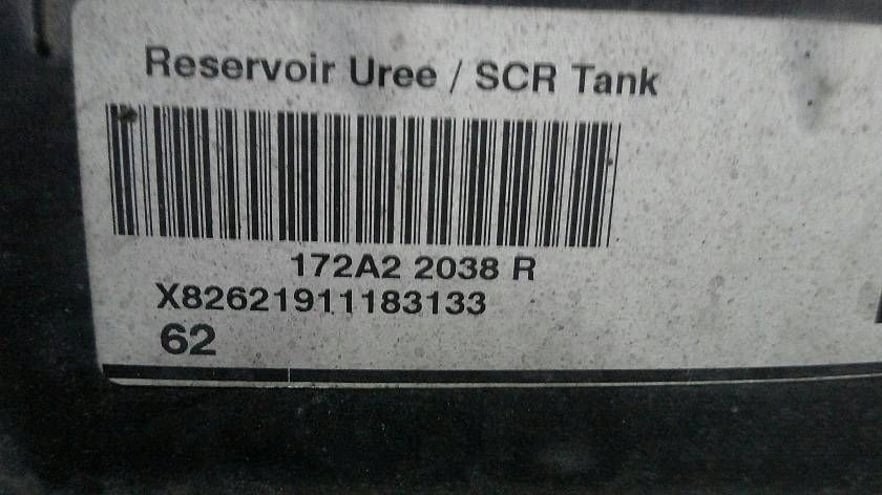 Reservoir Uree / SCR Tank
172A2 2038 R
X82621911183133
62